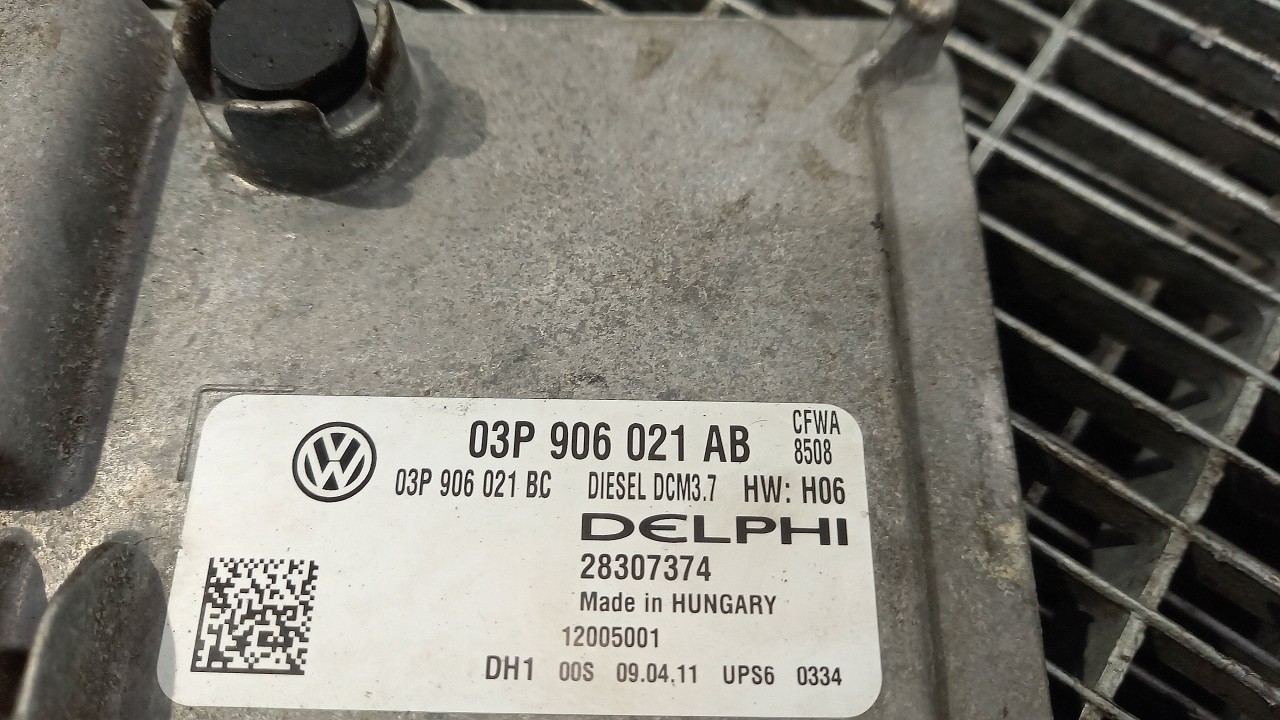 03P 906 021 AB CFWA
8508
03P 906 021 BC DIESEL DCM3.7 HW: H06
DELPHI
28307374
Made in HUNGARY
12005001
DH1 00S 09.04.11 UPS6 0334